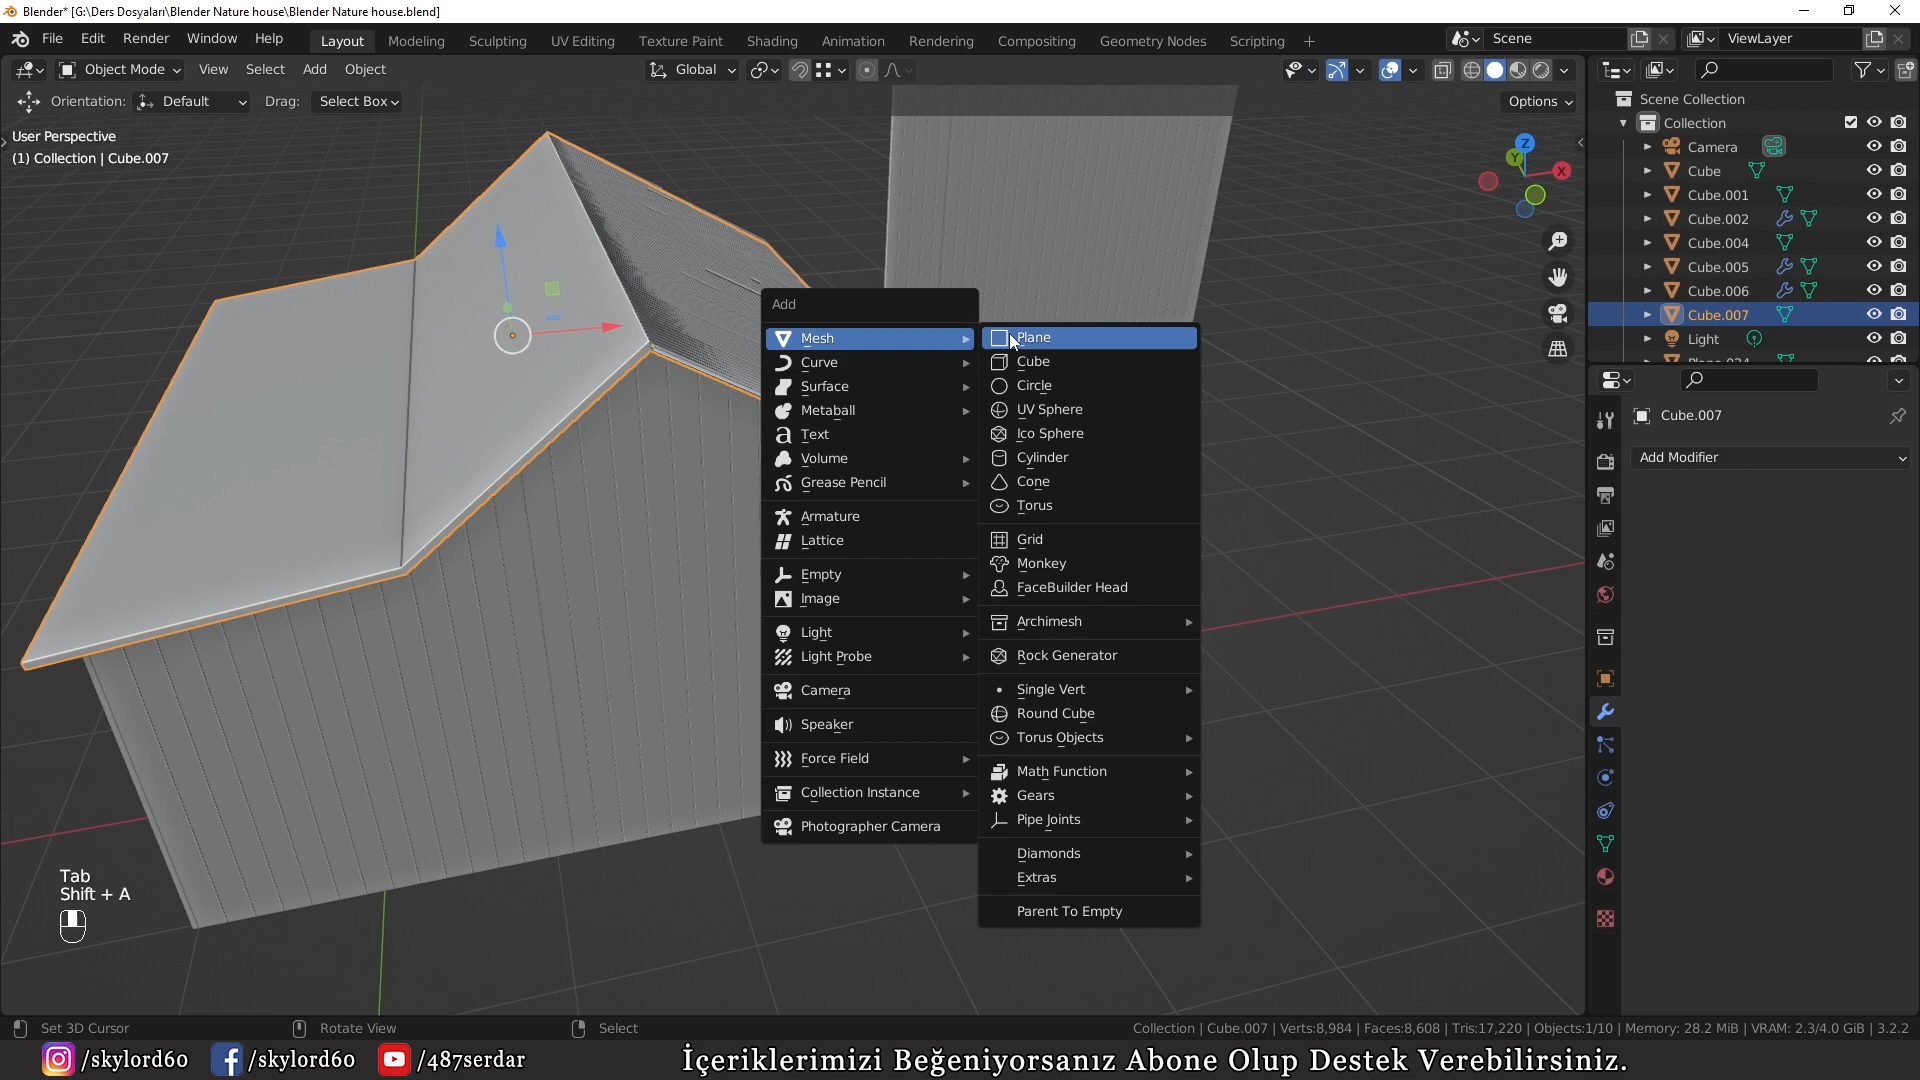 Blender* [G:\Ders Dosyaları\Blender Nature house\Blender Nature house.blend]
File Edit Render Window Help
Layout Modeling Sculpting UV Editing Texture Paint Shading Animation Rendering Compositing Geometry Nodes Scripting +
Scene
ViewLayer
Object Mode View Select Add Object
Global
Orientation: Default Drag: Select Box
Options
User Perspective
(1) Collection | Cube.007
Z
Y
X
Add
Mesh
Curve
Surface
Metaball
Text
Volume
Grease Pencil
Armature
Lattice
Empty
Image
Light
Light Probe
Camera
Speaker
Force Field
Collection Instance
Photographer Camera
Plane
Cube
Circle
UV Sphere
Ico Sphere
Cylinder
Cone
Torus
Grid
Monkey
FaceBuilder Head
Archimesh
Rock Generator
Single Vert
Round Cube
Torus Objects
Math Function
Gears
Pipe Joints
Diamonds
Extras
Parent To Empty
Scene Collection
Collection
Camera
Cube
Cube.001
Cube.002
Cube.004
Cube.005
Cube.006
Cube.007
Light
Cube.007
Add Modifier
Tab
Shift + A
Set 3D Cursor
Rotate View
Select
Collection | Cube.007 | Verts:8,984 | Faces:8,608 | Tris:17,220 | Objects:1/10 | Memory: 28.2 MiB | VRAM: 2.3/4.0 GiB | 3.2.2
/skylord60 /skylord60 /487serdar
İçeriklerimizi Beğeniyorsanız Abone Olup Destek Verebilirsiniz.